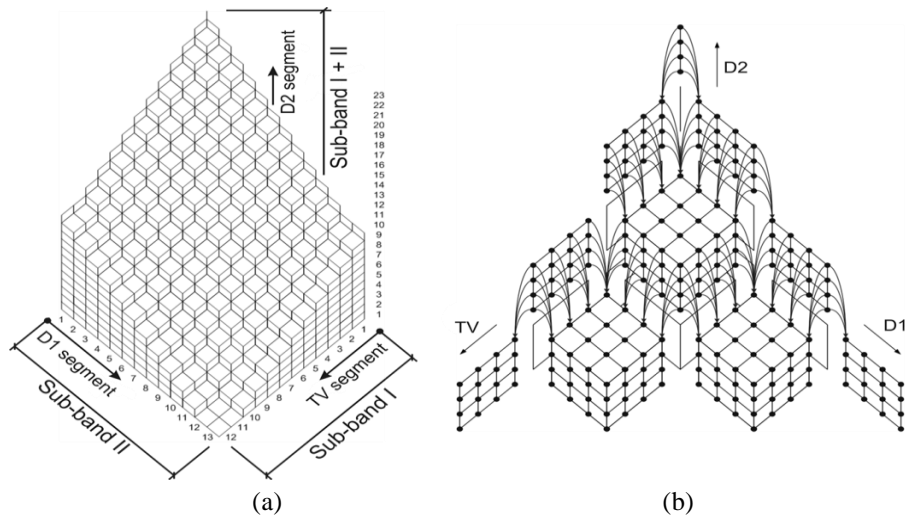 D2 segment
Sub-band I + II
23
22
21
20
19
18
17
16
15
14
13
12
11
10
9
8
7
6
5
4
3
2
1
1 2 3 4 5 6 7 8 9 10 11 12 13
12 11 10 9 8 7 6 5 4 3 2 1
D1 segment
TV segment
Sub-band II
Sub-band I
(a)
D2
TV
D1
(b)